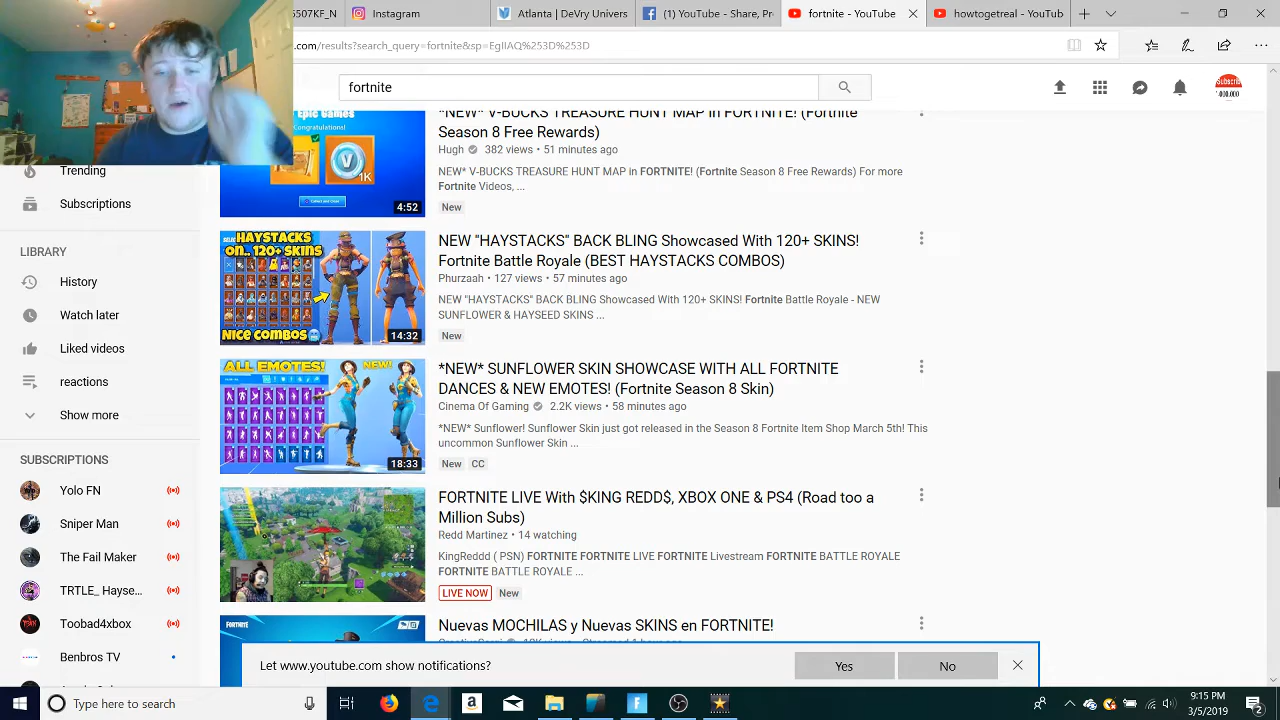 507KF_N
Instagram
Atlanta | DeVry Univers
(1) Facebook - Share, Pr
fortnite - YouTube
howtogetreal - YouTub
.com/results?search_query=fortnite&sp=EgIIAQ%253D%253D
fortnite
Subscrib
1,000,000
Epic Games
Congratulations!
1K
Collect and Close
4:52
*NEW* V-BUCKS TREASURE HUNT MAP in FORTNITE! (Fortnite
Season 8 Free Rewards)
Hugh 382 views • 51 minutes ago
NEW* V-BUCKS TREASURE HUNT MAP in FORTNITE! (Fortnite Season 8 Free Rewards) For more
Fortnite Videos, ...
New
Trending
Subscriptions
LIBRARY
History
Watch later
Liked videos
reactions
Show more
SUBSCRIPTIONS
Yolo FN
Sniper Man
The Fail Maker
TRTLE_ Hayse...
Toobad4xbox
Benbros TV
HAYSTACKS
ON.. 120+ SKINS
NICE COMBOS
14:32
NEW "HAYSTACKS" BACK BLING Showcased With 120+ SKINS!
Fortnite Battle Royale (BEST HAYSTACKS COMBOS)
Phurzaah • 127 views • 57 minutes ago
NEW "HAYSTACKS" BACK BLING Showcased With 120+ SKINS! Fortnite Battle Royale - NEW
SUNFLOWER & HAYSEED SKINS ...
New
ALL EMOTES!
NEW!
18:33
*NEW* SUNFLOWER SKIN SHOWCASE WITH ALL FORTNITE
DANCES & NEW EMOTES! (Fortnite Season 8 Skin)
Cinema Of Gaming 2.2K views • 58 minutes ago
*NEW* Sunflower! Sunflower Skin just got released in the Season 8 Fortnite Item Shop March 5th! This
uncommon Sunflower Skin ...
New CC
FORTNITE LIVE With $KING REDD$, XBOX ONE & PS4 (Road too a
Million Subs)
Redd Martinez • 14 watching
KingReddd ( PSN) FORTNITE FORTNITE LIVE FORTNITE Livestream FORTNITE BATTLE ROYALE
FORTNITE BATTLE ROYALE ...
LIVE NOW New
FORTNITE
Nuevas MOCHILAS y Nuevas SKINS en FORTNITE!
Let www.youtube.com show notifications?
Yes
No
Type here to search
9:15 PM
3/5/2019